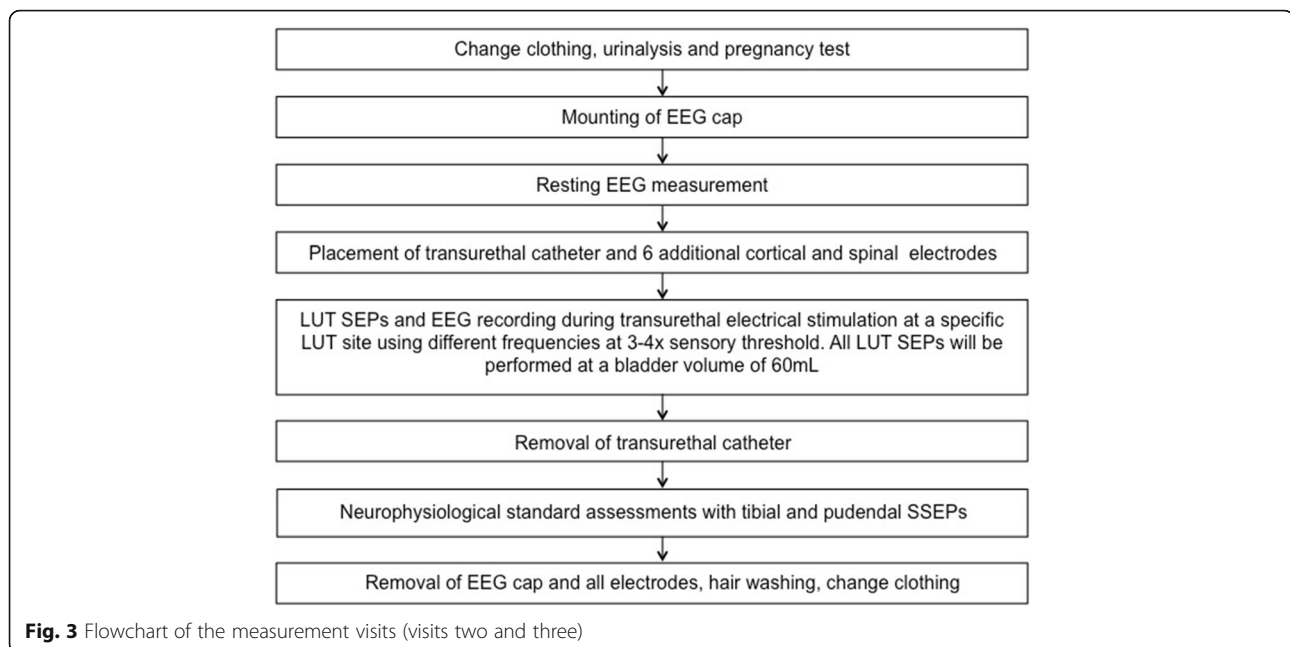 Change clothing, urinalysis and pregnancy test
Mounting of EEG cap
Resting EEG measurement
Placement of transurethal catheter and 6 additional cortical and spinal electrodes
LUT SEPs and EEG recording during transurethal electrical stimulation at a specific
LUT site using different frequencies at 3-4x sensory threshold. All LUT SEPs will be
performed at a bladder volume of 60mL
Removal of transurethal catheter
Neurophysiological standard assessments with tibial and pudendal SSEPs
Removal of EEG cap and all electrodes, hair washing, change clothing
Fig. 3 Flowchart of the measurement visits (visits two and three)